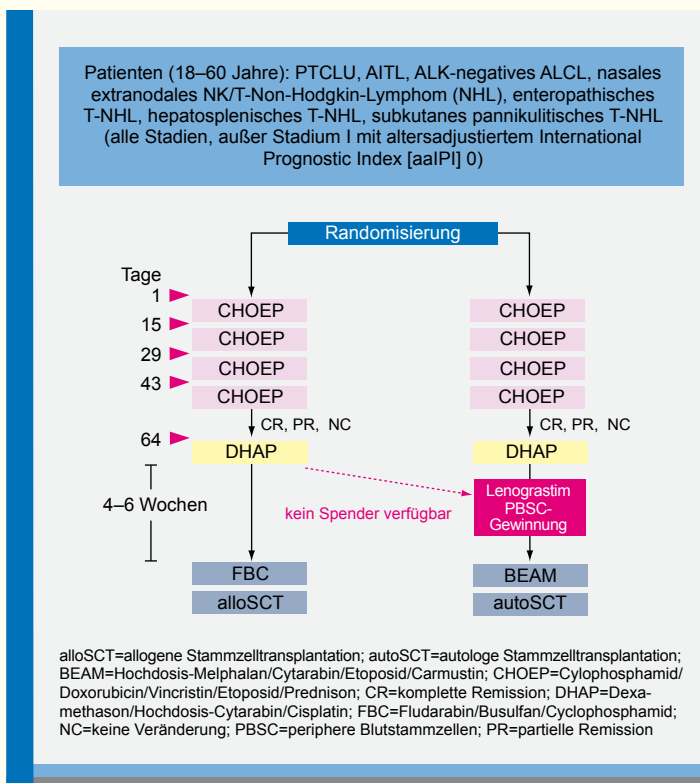 Patienten (18–60 Jahre): PTCLU, AITL, ALK-negatives ALCL, nasales
extranodales NK/T-Non-Hodgkin-Lymphom (NHL), enteropathisches
T-NHL, hepatosplenisches T-NHL, subkutanes pannikulitisches T-NHL
(alle Stadien, außer Stadium I mit altersadjustiertem International
Prognostic Index [aaIPI] 0)
Randomisierung
Tage
1
CHOEP CHOEP
15
CHOEP CHOEP
29
CHOEP CHOEP
43
CHOEP CHOEP
CR, PR, NC CR, PR, NC
64
DHAP DHAP
4–6 Wochen
kein Spender verfügbar
Lenograstim
PBSC-
Gewinnung
FBC BEAM
alloSCT autoSCT
alloSCT=allogene Stammzelltransplantation; autoSCT=autologe Stammzelltransplantation;
BEAM=Hochdosis-Melphalan/Cytarabin/Etoposid/Carmustin; CHOEP=Cylophosphamid/
Doxorubicin/Vincristin/Etoposid/Prednison; CR=komplette Remission; DHAP=Dexa-
methason/Hochdosis-Cytarabin/Cisplatin; FBC=Fludarabin/Busulfan/Cyclophosphamid;
NC=keine Veränderung; PBSC=periphere Blutstammzellen; PR=partielle Remission